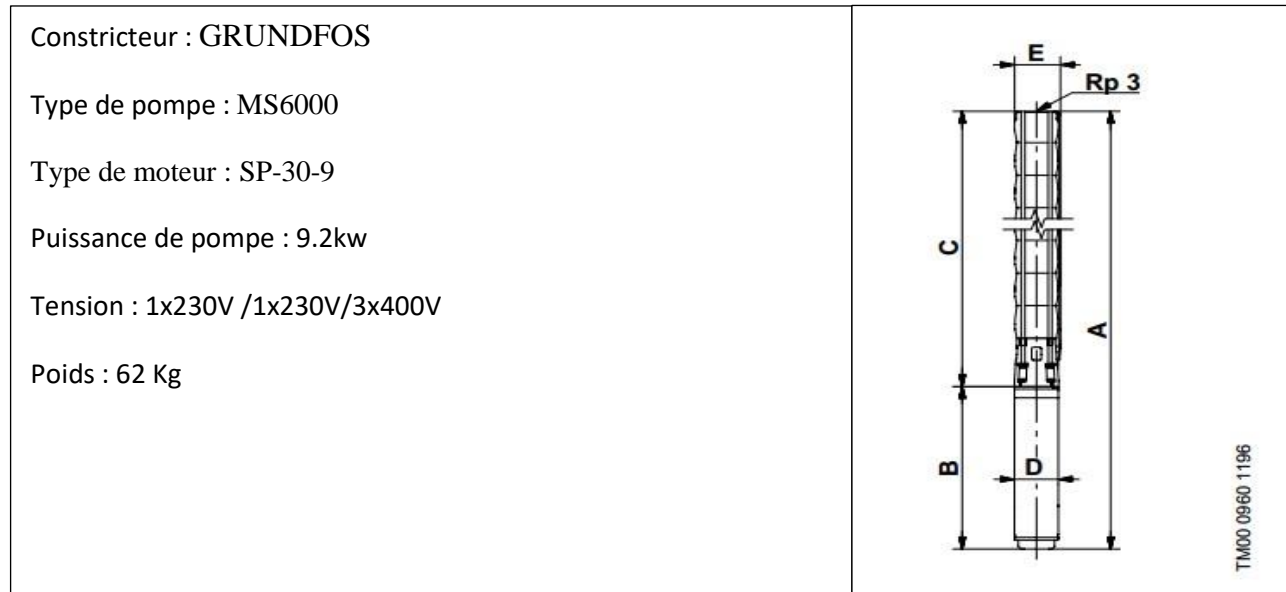 Constricteur : GRUNDFOS
Type de pompe : MS6000
Type de moteur : SP-30-9
Puissance de pompe : 9.2kw
Tension : 1x230V /1x230V/3x400V
Poids : 62 Kg
E
Rp 3
C
A
B
D
TM00 0960 1196